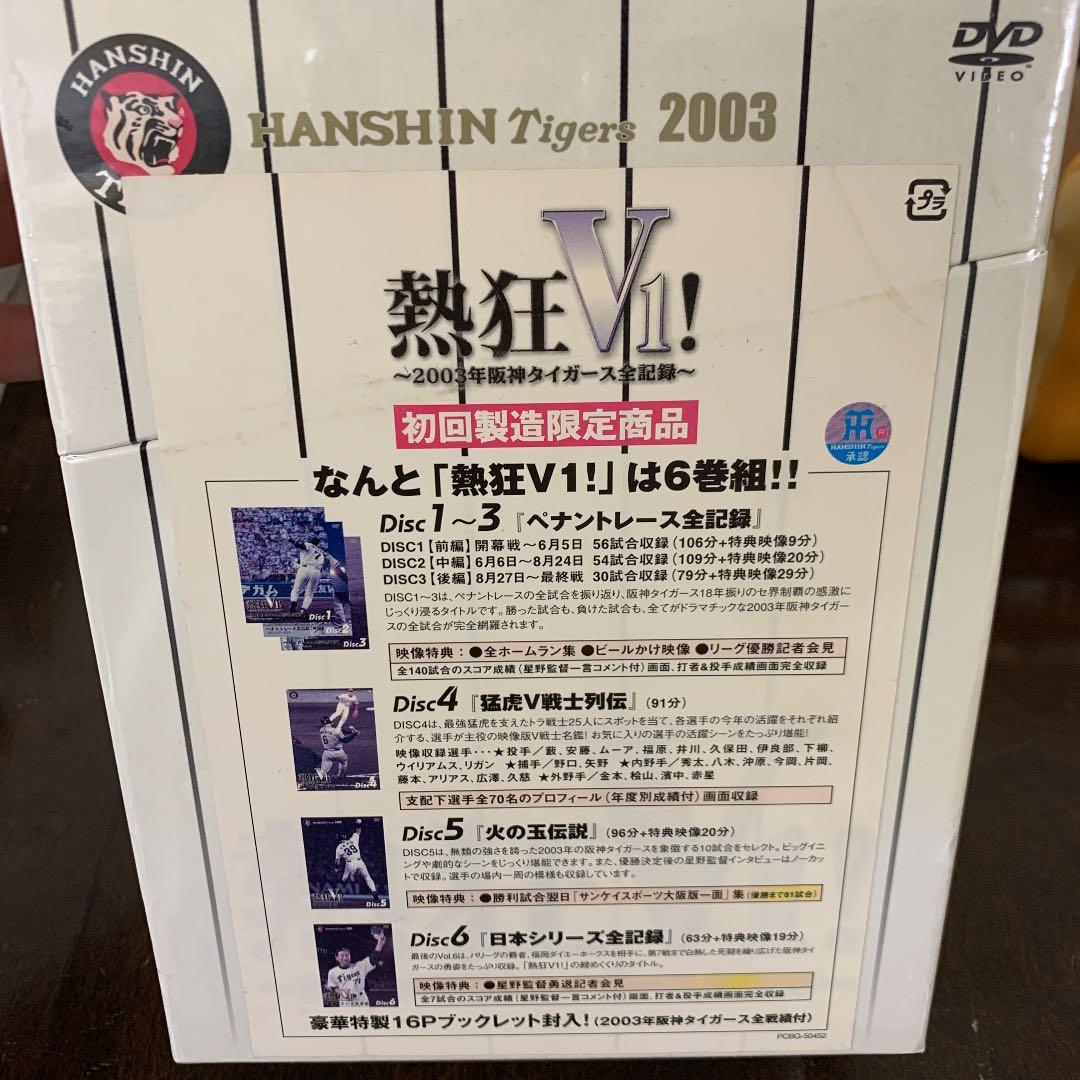 HANSHIN
DVD
VIDEO™
HANSHIN Tigers 2003
プラ
熱狂V1!
～2003年阪神タイガース全記録～
初回製造限定商品
HANSHIN Tigers
承認
なんと「熱狂V1!」は6巻組!!
Disc1～3『ペナントレース全記録』
DISC1【前編】開幕戦～6月5日 56試合収録(106分+特典映像9分)
DISC2【中編】6月6日～8月24日 54試合収録(109分+特典映像20分)
DISC3【後編】8月27日～最終戦 30試合収録(79分+特典映像29分)
DISC1～3は、ペナントレースの全試合を振り返り、阪神タイガース18年振りのセ界制覇の感激に
じっくり浸るタイトルです。勝った試合も、負けた試合も、全てがドラマチックな2003年阪神タイガー
スの全試合が完全網羅されます。
Disc1
Disc2
Disc3
映像特典:●全ホームラン集 ●ビールかけ映像 ●リーグ優勝記者会見
全140試合のスコア成績(星野監督一言コメント付)画面、打者&投手成績画面完全収録
Disc4『猛虎V戦士列伝』(91分)
DISC4は、最強猛虎を支えたトラ戦士25人にスポットを当て、各選手の今年の活躍をそれぞれ紹
介する、選手が主役の映像版V戦士名鑑!お気に入りの選手の活躍シーンをたっぷり堪能!
映像収録選手・・・★投手/藪、安藤、ムーア、福原、井川、久保田、伊良部、下柳、
ウイリアムス、リガン ★捕手/野口、矢野 ★内野手/秀太、八木、沖原、今岡、片岡、
藤本、アリアス、広澤、久慈 ★外野手/金本、桧山、濱中、赤星
Disc4
支配下選手全70名のプロフィール(年度別成績付)画面収録
Disc5『火の玉伝説』(96分+特典映像20分)
DISC5は、無類の強さを誇った2003年の阪神タイガースを象徴する10試合をセレクト。ビッグイニ
ングや劇的なシーンをじっくり堪能できます。また、優勝決定後の星野監督インタビューはノーカッ
トで収録。選手の場内一周の模様も収録しています。
Disc5
映像特典:●勝利試合翌日「サンケイスポーツ大阪版一面」集(優勝まで81試合)
Disc6『日本シリーズ全記録』(63分+特典映像19分)
最後のVol.6は、パ・リーグの覇者、福岡ダイエーホークスを相手に、第7戦まで白熱した死闘を繰り広げた阪神タイ
ガースの勇姿をたっぷり収録。「熱狂V1!」の締めくくりのタイトル。
Disc6
映像特典:●星野監督勇退記者会見
全7試合のスコア成績(星野監督一言コメント付)画面、打者&投手成績画面完全収録
豪華特製16Pブックレット封入!(2003年阪神タイガース全戦績付)
PCBG-50452